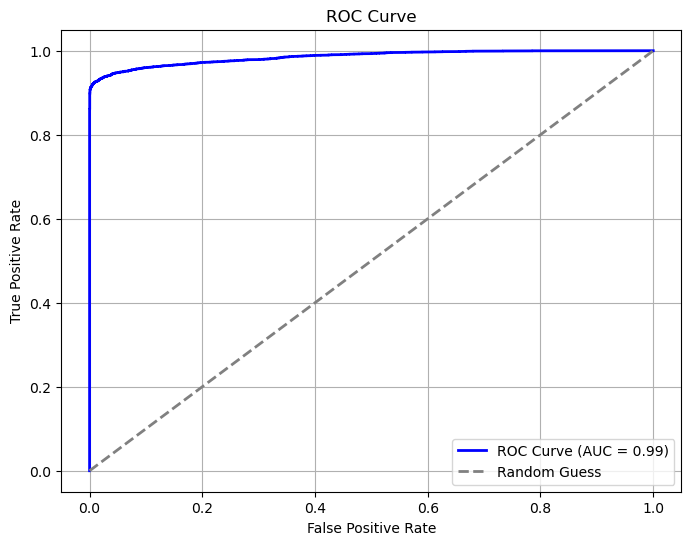 ROC Curve
True Positive Rate
1.0
0.8
0.6
0.4
0.2
0.0
ROC Curve (AUC = 0.99)
Random Guess
0.0 0.2 0.4 0.6 0.8 1.0
False Positive Rate